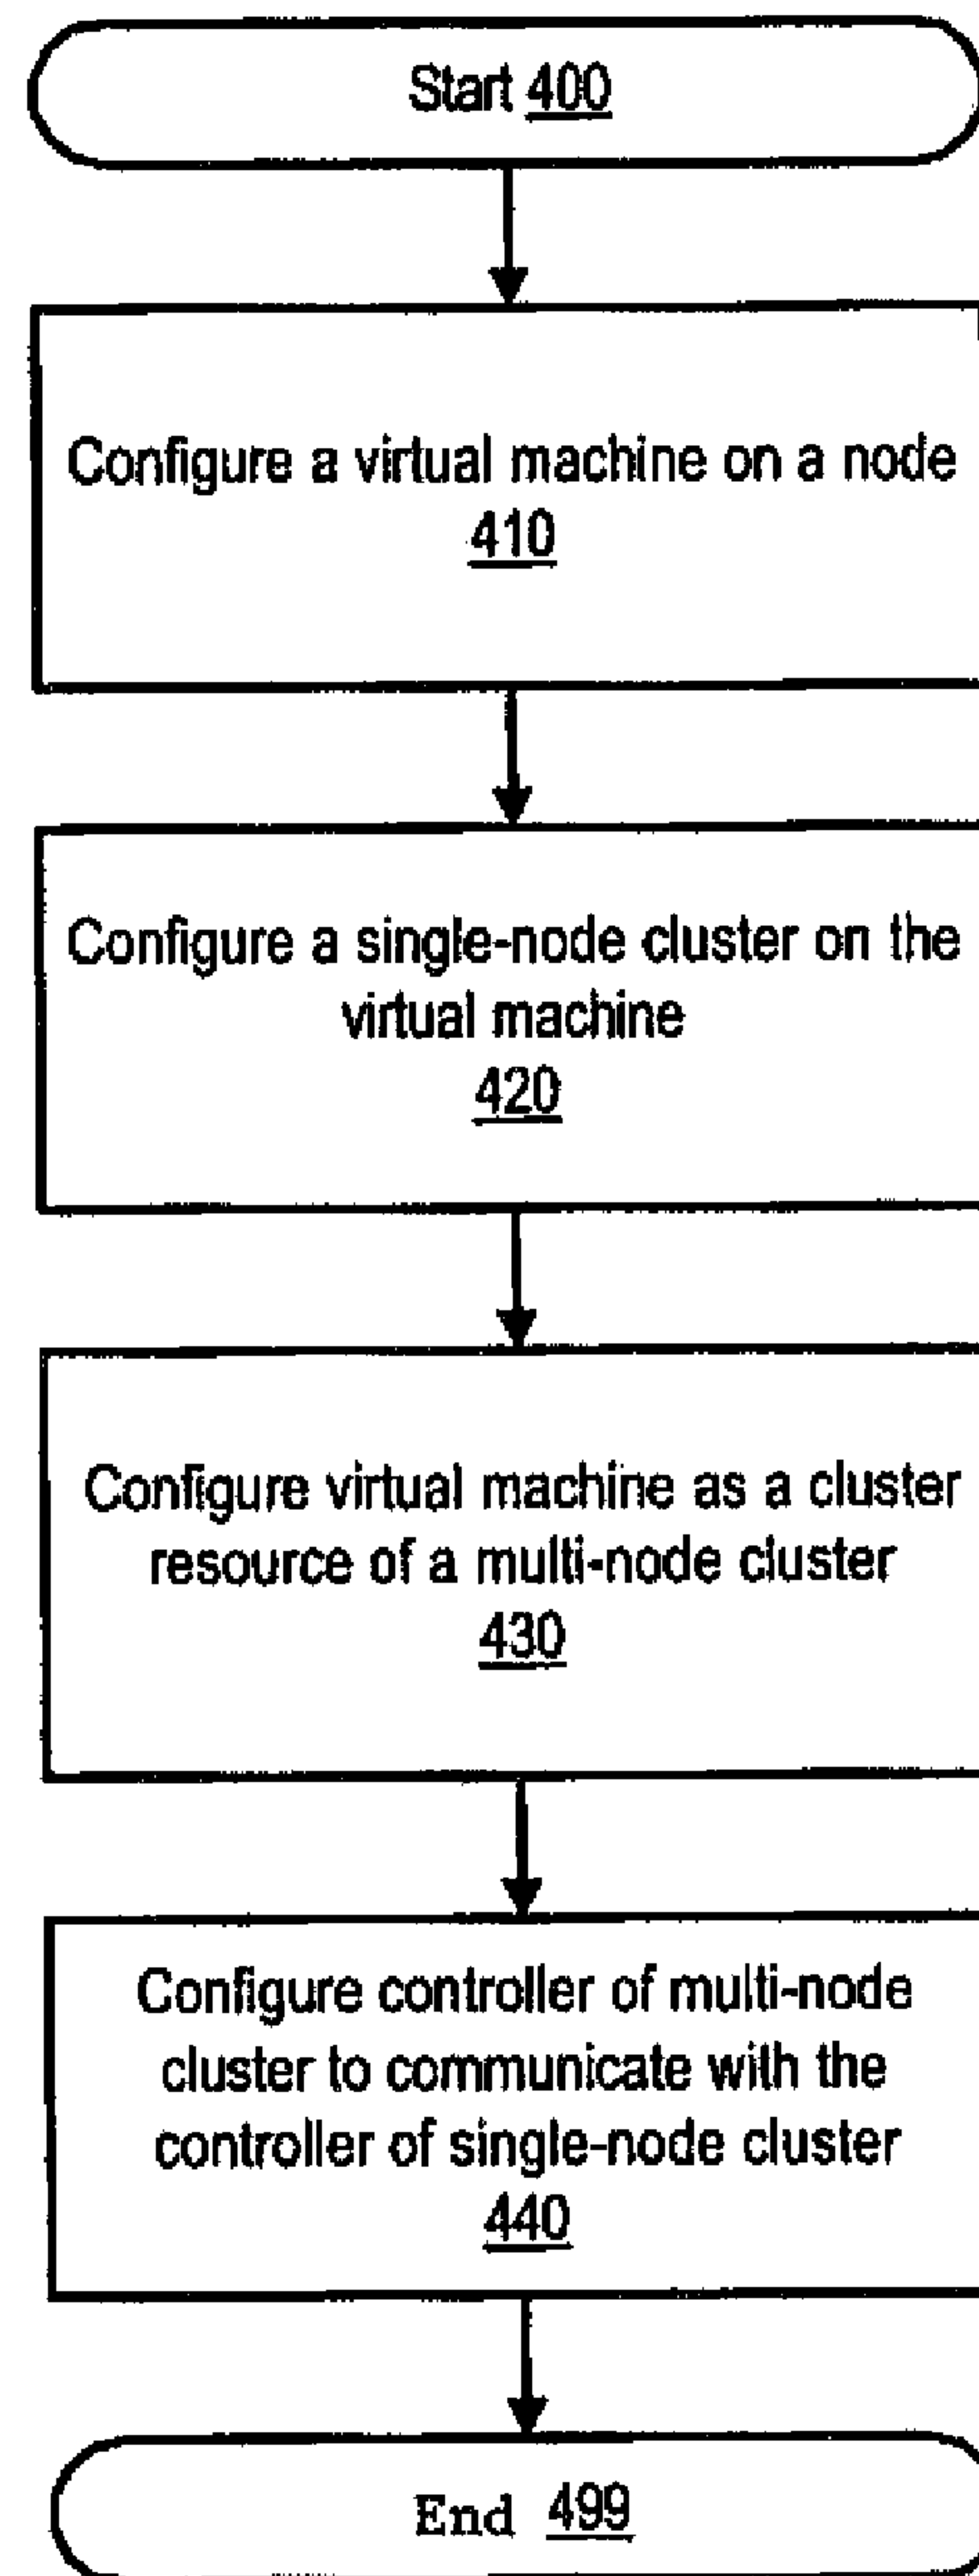 Start 400
Configure a virtual machine on a node
410
Configure a single-node cluster on the
virtual machine
420
Configure virtual machine as a cluster
resource of a multi-node cluster
430
Configure controller of multi-node
cluster to communicate with the
controller of single-node cluster
440
End 499